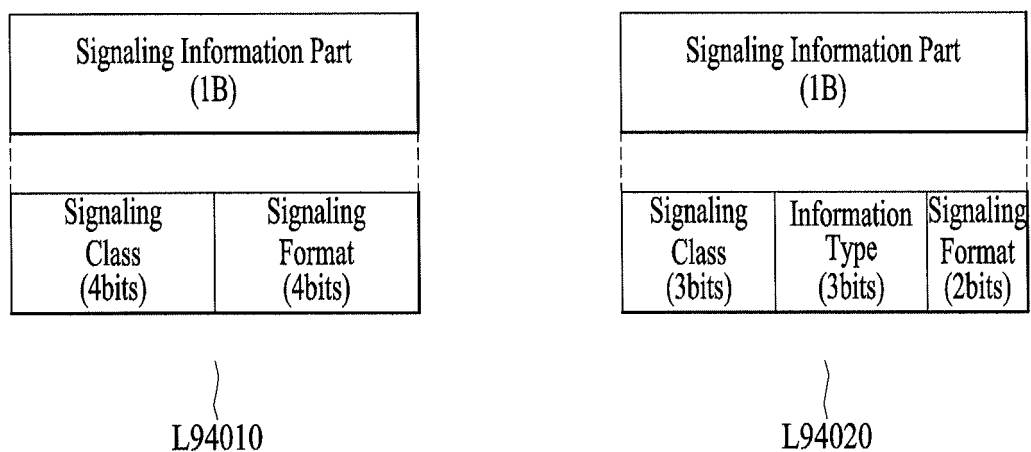 Signaling Information Part
(1B)
Signaling
Class
(4bits)
Signaling
Format
(4bits)
L94010
Signaling Information Part
(1B)
Signaling
Class
(3bits)
Information
Type
(3bits)
Signaling
Format
(2bits)
L94020